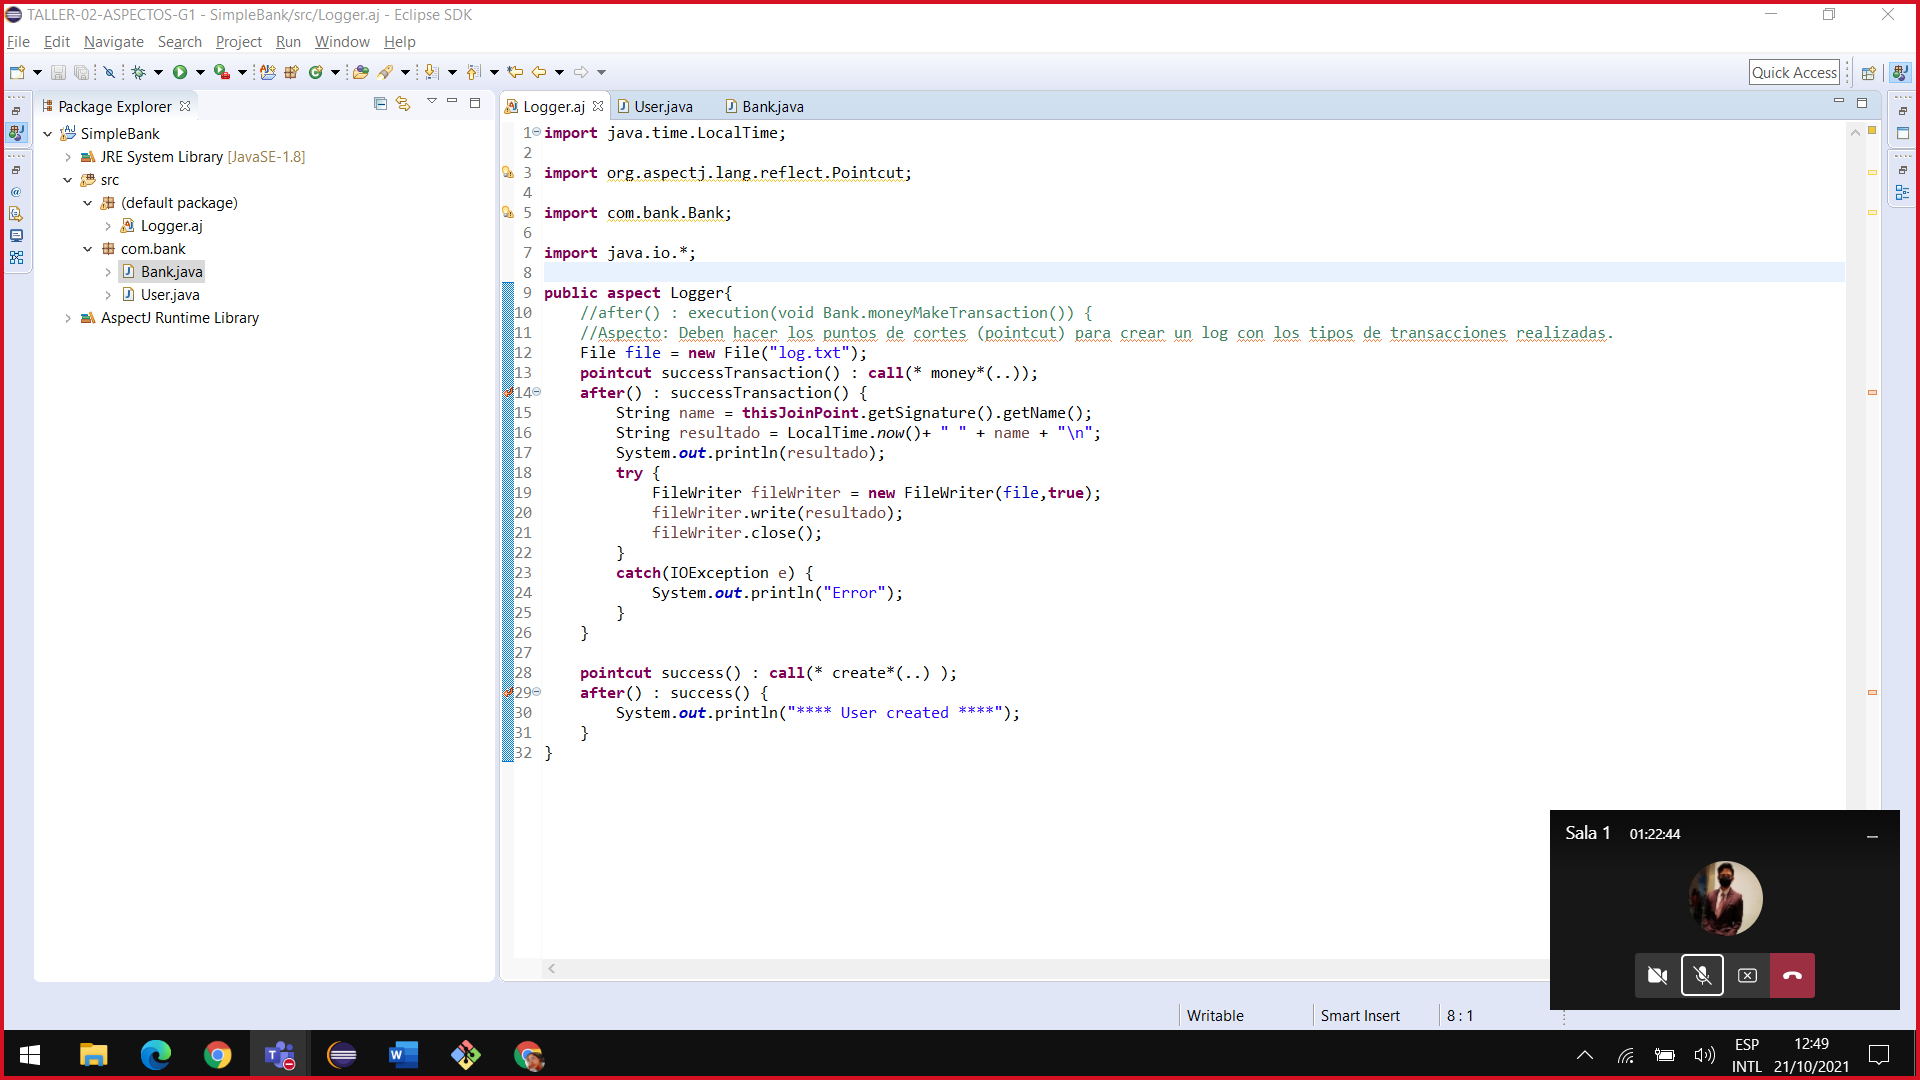 TALLER-02-ASPECTOS-G1 - SimpleBank/src/Logger.aj - Eclipse SDK
File Edit Navigate Search Project Run Window Help
Quick Access
Package Explorer
SimpleBank
JRE System Library [JavaSE-1.8]
src
(default package)
Logger.aj
com.bank
Bank.java
User.java
AspectJ Runtime Library
Logger.aj User.java Bank.java
1 import java.time.LocalTime;
2
3 import org.aspectj.lang.reflect.Pointcut;
4
5 import com.bank.Bank;
6
7 import java.io.*;
8
9 public aspect Logger{
10 //after() : execution(void Bank.moneyMakeTransaction()) {
11 //Aspecto: Deben hacer los puntos de cortes (pointcut) para crear un log con los tipos de transacciones realizadas.
12 File file = new File("log.txt");
13 pointcut successTransaction() : call(* money*(..));
14 after() : successTransaction() {
15 String name = thisJoinPoint.getSignature().getName();
16 String resultado = LocalTime.now()+ " " + name + "\n";
17 System.out.println(resultado);
18 try {
19 FileWriter fileWriter = new FileWriter(file,true);
20 fileWriter.write(resultado);
21 fileWriter.close();
22 }
23 catch(IOException e) {
24 System.out.println("Error");
25 }
26 }
27
28 pointcut success() : call(* create*(..) );
29 after() : success() {
30 System.out.println("**** User created ****");
31 }
32 }
Sala 1 01:22:44
Writable Smart Insert 8 : 1
ESP
INTL
12:49
21/10/2021